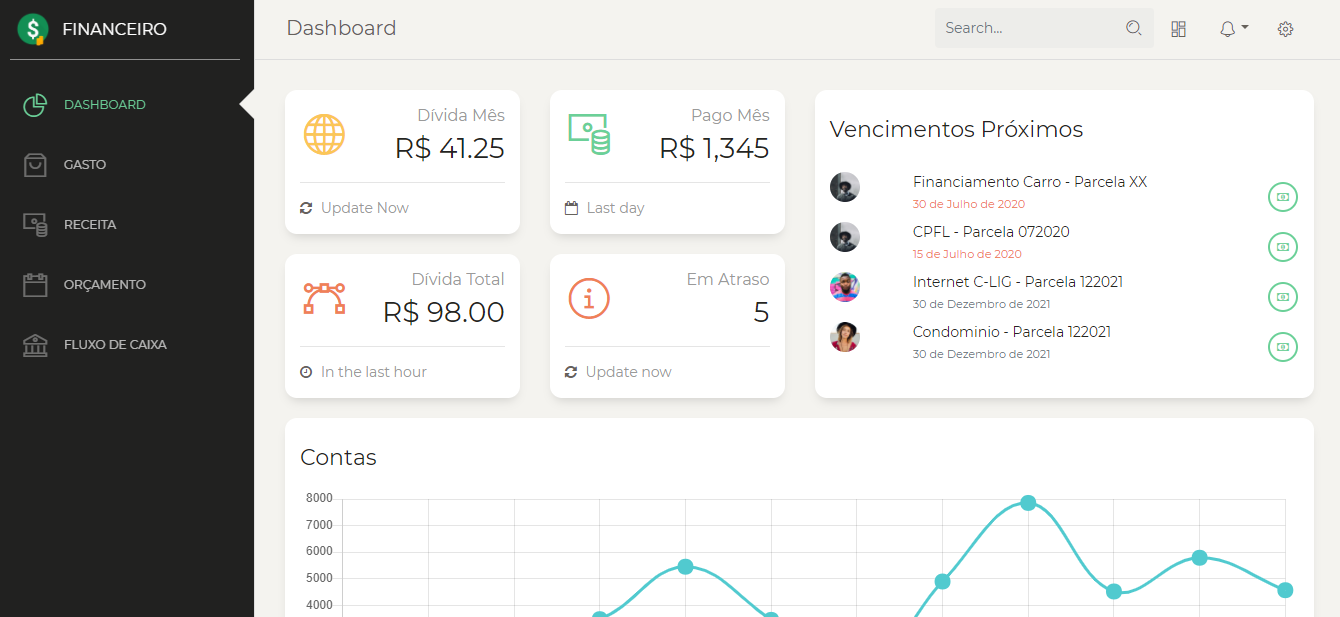 FINANCEIRO
DASHBOARD
GASTO
RECEITA
ORÇAMENTO
FLUXO DE CAIXA
Dashboard
Search...
Dívida Mês
R$ 41.25
Update Now
Pago Mês
R$ 1,345
Last day
Dívida Total
R$ 98.00
In the last hour
Em Atraso
5
Update now
Vencimentos Próximos
Financiamento Carro - Parcela XX
30 de Julho de 2020
CPFL - Parcela 072020
15 de Julho de 2020
Internet C-LIG - Parcela 122021
30 de Dezembro de 2021
Condominio - Parcela 122021
30 de Dezembro de 2021
Contas
8000
7000
6000
5000
4000